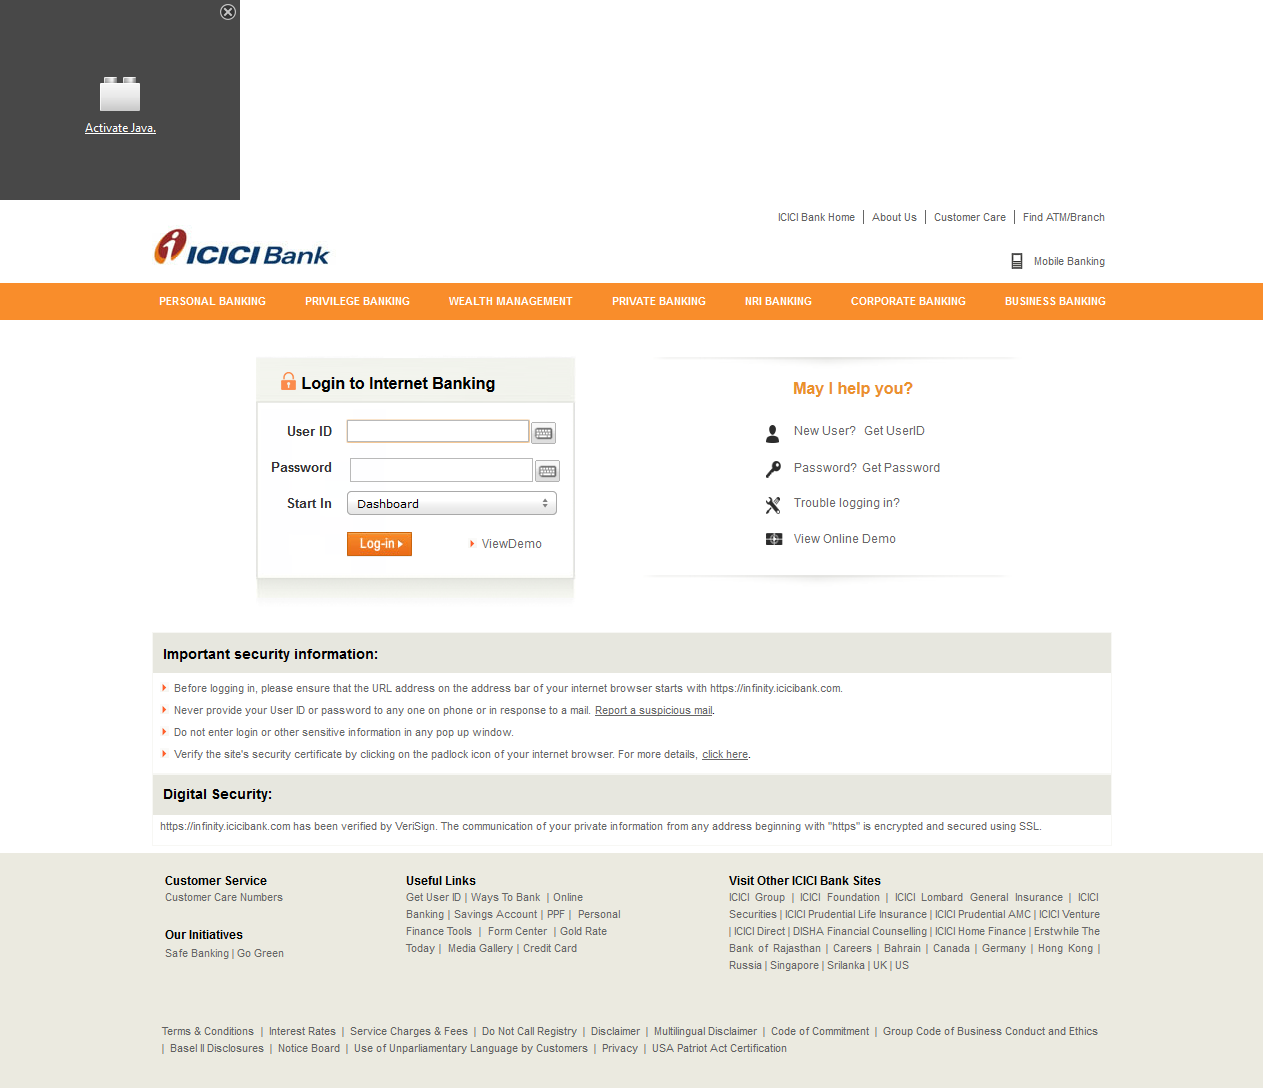 Activate Java.
ICICI Bank Home | About Us | Customer Care | Find ATM/Branch
ICICI Bank
Mobile Banking
PERSONAL BANKING PRIVILEGE BANKING WEALTH MANAGEMENT PRIVATE BANKING NRI BANKING CORPORATE BANKING BUSINESS BANKING
Login to Internet Banking
User ID
Password
Start In Dashboard
Log-in ViewDemo
May I help you?
New User? Get UserID
Password? Get Password
Trouble logging in?
View Online Demo
Important security information:
Before logging in, please ensure that the URL address on the address bar of your internet browser starts with https://infinity.icicibank.com.
Never provide your User ID or password to any one on phone or in response to a mail. Report a suspicious mail.
Do not enter login or other sensitive information in any pop up window.
Verify the site's security certificate by clicking on the padlock icon of your internet browser. For more details, click here.
Digital Security:
https://infinity.icicibank.com has been verified by VeriSign. The communication of your private information from any address beginning with "https" is encrypted and secured using SSL.
Customer Service
Customer Care Numbers
Our Initiatives
Safe Banking | Go Green
Useful Links
Get User ID | Ways To Bank | Online
Banking | Savings Account | PPF | Personal
Finance Tools | Form Center | Gold Rate
Today | Media Gallery | Credit Card
Visit Other ICICI Bank Sites
ICICI Group | ICICI Foundation | ICICI Lombard General Insurance | ICICI
Securities | ICICI Prudential Life Insurance | ICICI Prudential AMC | ICICI Venture
| ICICI Direct | DISHA Financial Counselling | ICICI Home Finance | Erstwhile The
Bank of Rajasthan | Careers | Bahrain | Canada | Germany | Hong Kong |
Russia | Singapore | Srilanka | UK | US
Terms & Conditions | Interest Rates | Service Charges & Fees | Do Not Call Registry | Disclaimer | Multilingual Disclaimer | Code of Commitment | Group Code of Business Conduct and Ethics
| Basel II Disclosures | Notice Board | Use of Unparliamentary Language by Customers | Privacy | USA Patriot Act Certification